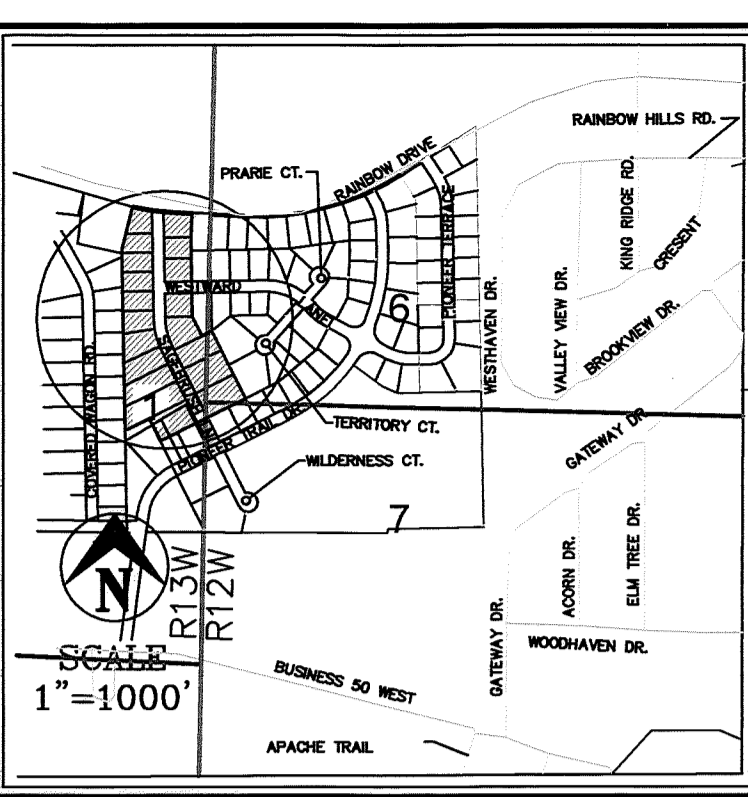 RAINBOW HILLS RD.
PRARIE CT.
RAINBOW DRIVE
KING RIDGE RD.
CRESENT
PIONEER TERRACE
WESTHAVEN DR.
VALLEY VIEW DR.
BROOKVIEW DR.
WESTWARD
LANE
6
SAGEBRUSH
COVERED WAGON RD.
PIONEER TRAIL DR.
TERRITORY CT.
WILDERNESS CT.
GATEWAY DR.
7
N
R13W
R12W
ACORN DR.
ELM TREE DR.
GATEWAY DR.
WOODHAVEN DR.
SCALE
1"=1000'
BUSINESS 50 WEST
APACHE TRAIL